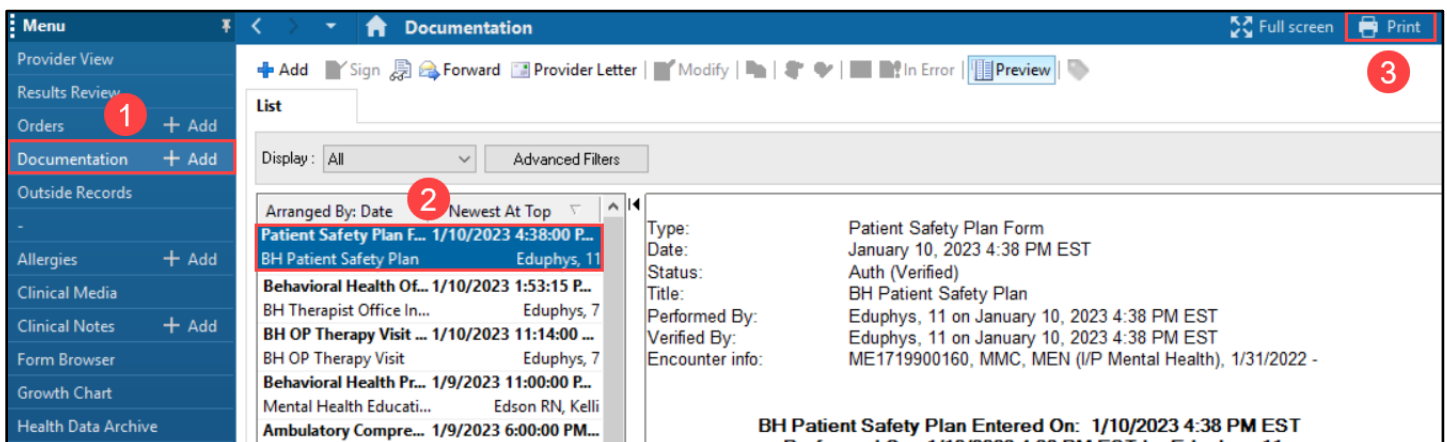 Menu
Documentation
Full screen
Print
3
Provider View
Results Review
1
Orders + Add
Documentation + Add
Outside Records
-
Allergies + Add
Clinical Media
Clinical Notes + Add
Form Browser
Growth Chart
Health Data Archive
Add Sign Forward Provider Letter Modify In Error Preview
List
Display : All Advanced Filters
2
Arranged By: Date Newest At Top
Patient Safety Plan F... 1/10/2023 4:38:00 P...
BH Patient Safety Plan Eduphys, 11
Behavioral Health Of... 1/10/2023 1:53:15 P...
BH Therapist Office In... Eduphys, 7
BH OP Therapy Visit ... 1/10/2023 11:14:00 ...
BH OP Therapy Visit Eduphys, 7
Behavioral Health Pr... 1/9/2023 11:00:00 P...
Mental Health Educati... Edson RN, Kelli
Ambulatory Compre... 1/9/2023 6:00:00 PM...
Type: Patient Safety Plan Form
Date: January 10, 2023 4:38 PM EST
Status: Auth (Verified)
Title: BH Patient Safety Plan
Performed By: Eduphys, 11 on January 10, 2023 4:38 PM EST
Verified By: Eduphys, 11 on January 10, 2023 4:38 PM EST
Encounter info: ME1719900160, MMC, MEN (I/P Mental Health), 1/31/2022 -
BH Patient Safety Plan Entered On: 1/10/2023 4:38 PM EST